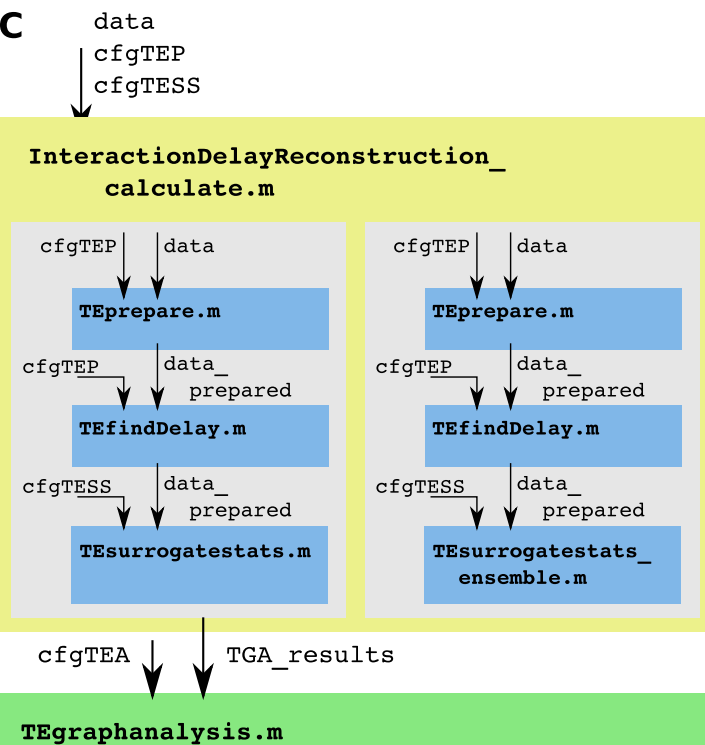 C
data
cfgTEP
cfgTESS
InteractionDelayReconstruction_
calculate.m
cfgTEP data
TEprepare.m
cfgTEP data_
prepared
TEfindDelay.m
cfgTESS data_
prepared
TEsurrogatestats.m
cfgTEP data
TEprepare.m
cfgTEP data_
prepared
TEfindDelay.m
cfgTESS data_
prepared
TEsurrogatestats_
ensemble.m
cfgTEA TGA_results
TEgraphanalysis.m